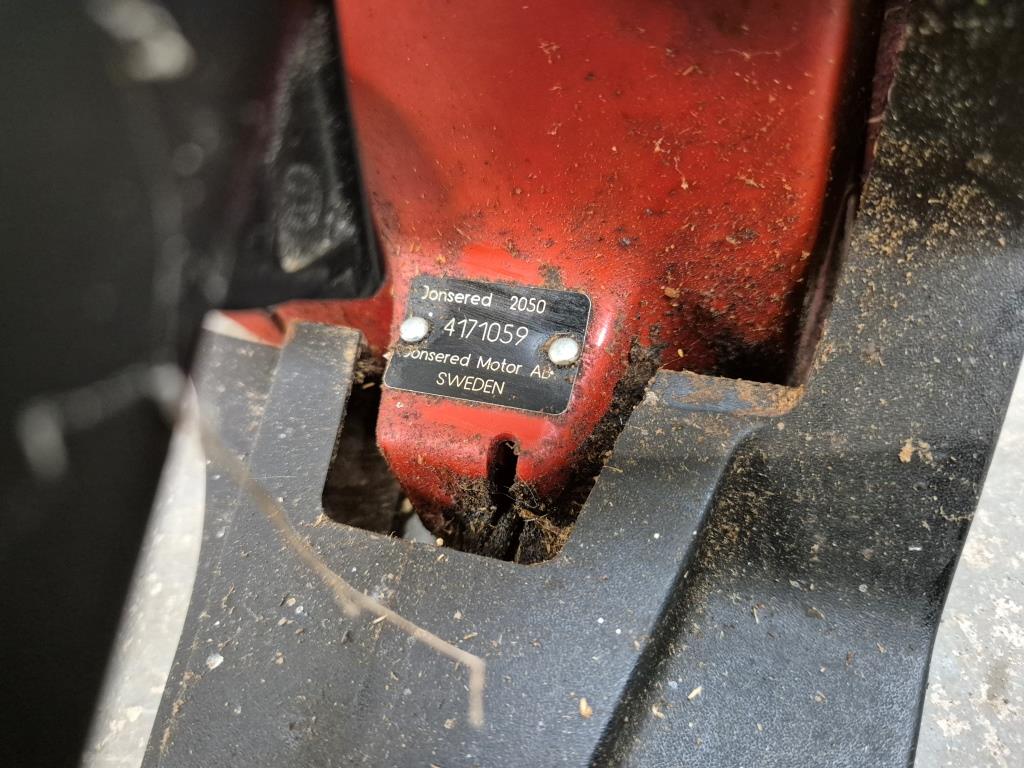 Jonsered 2050
4171059
Jonsered Motor AB
SWEDEN